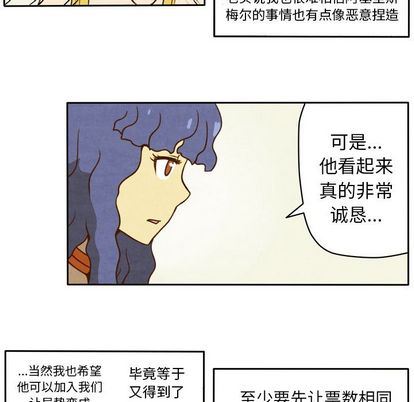 梅尔的事情也有点像恶意捏造
可是...
他看起来
真的非常
诚恳...
...当然我也希望
他可以加入我们
毕竟等于
又得到了
至少要先让票数相同